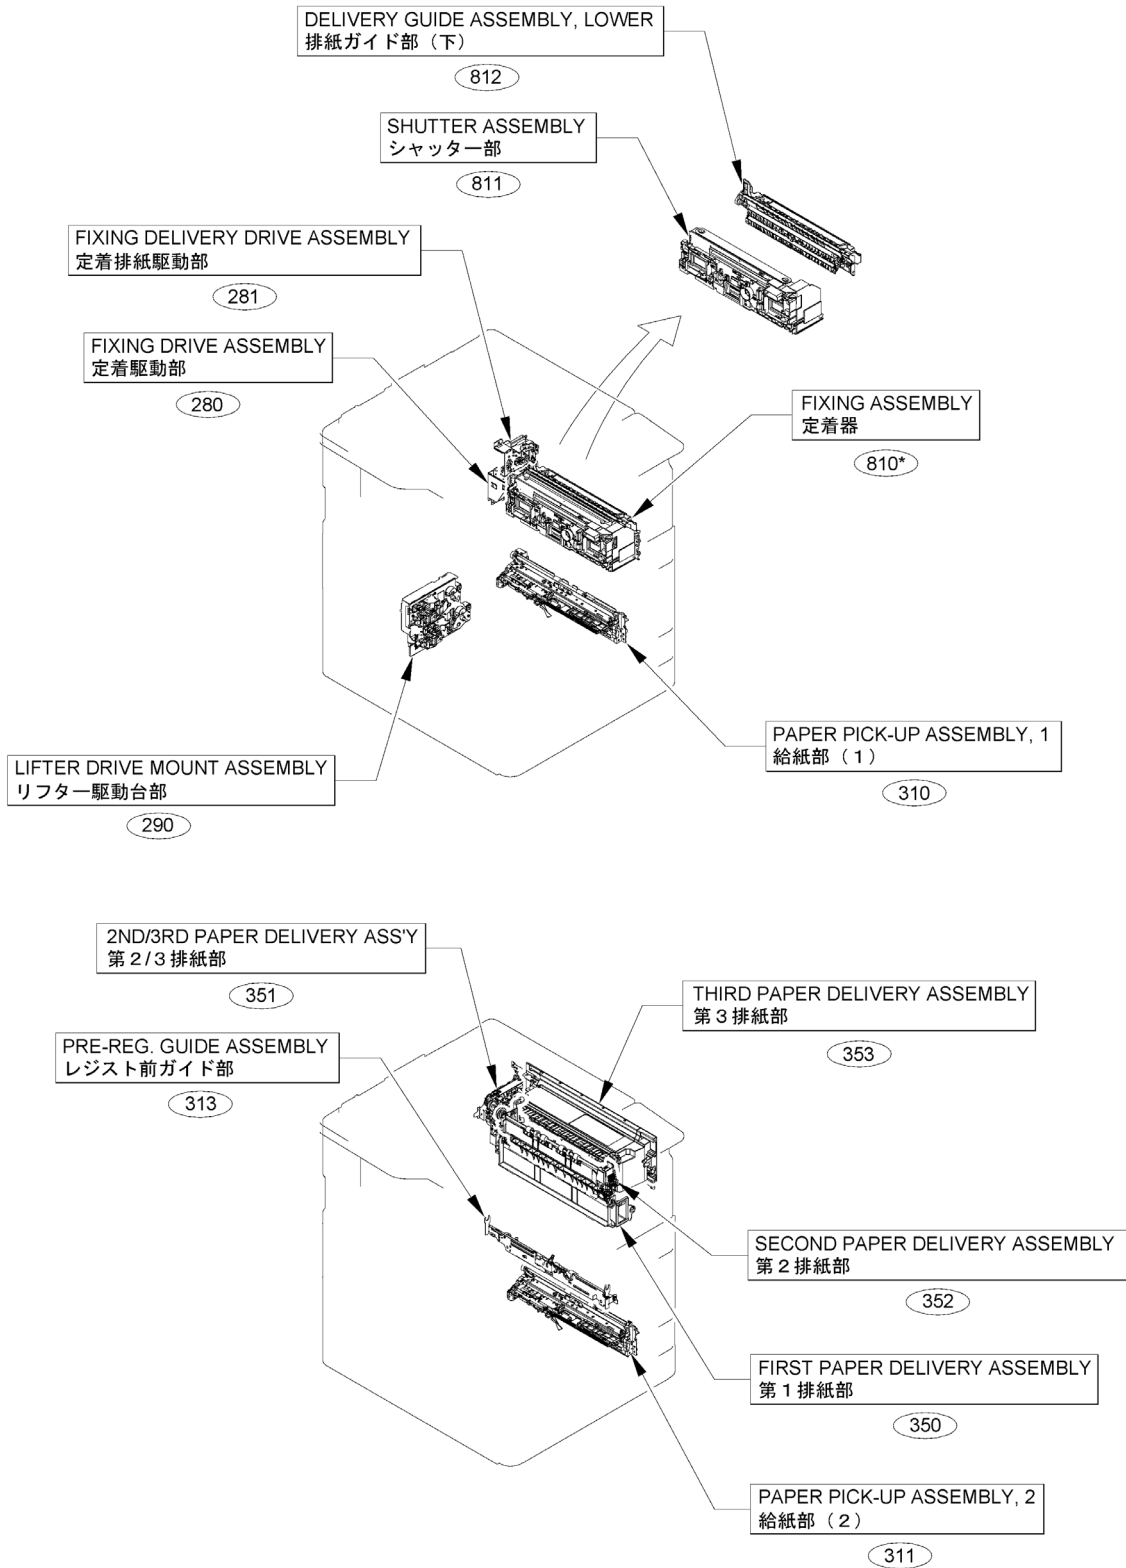 DELIVERY GUIDE ASSEMBLY, LOWER
排紙ガイド部（下）
812
SHUTTER ASSEMBLY
シャッター部
811
FIXING DELIVERY DRIVE ASSEMBLY
定着排紙駆動部
281
FIXING DRIVE ASSEMBLY
定着駆動部
280
FIXING ASSEMBLY
定着器
810*
PAPER PICK-UP ASSEMBLY, 1
給紙部（１）
310
LIFTER DRIVE MOUNT ASSEMBLY
リフター駆動台部
290
2ND/3RD PAPER DELIVERY ASS'Y
第２/３排紙部
351
THIRD PAPER DELIVERY ASSEMBLY
第３排紙部
353
PRE-REG. GUIDE ASSEMBLY
レジスト前ガイド部
313
SECOND PAPER DELIVERY ASSEMBLY
第２排紙部
352
FIRST PAPER DELIVERY ASSEMBLY
第１排紙部
350
PAPER PICK-UP ASSEMBLY, 2
給紙部（２）
311